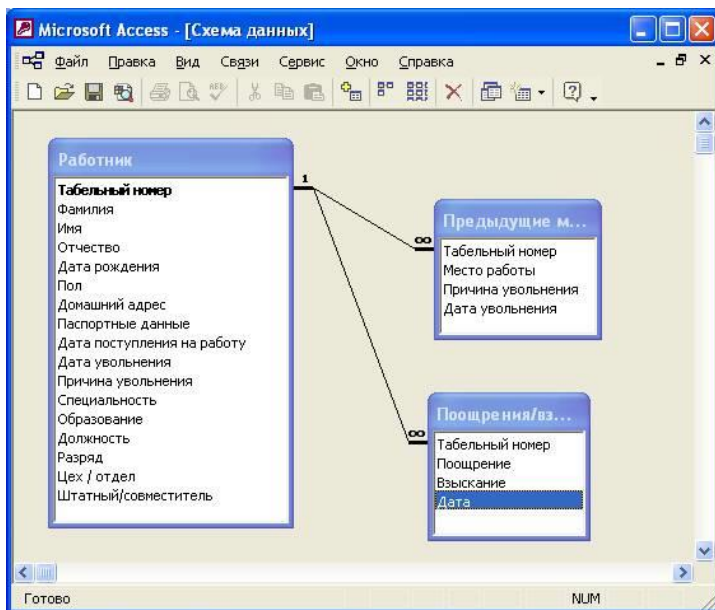 Microsoft Access - [Схема данных]
Файл Правка Вид Связи Сервис Окно Справка
Работник
Табельный номер
Фамилия
Имя
Отчество
Дата рождения
Пол
Домашний адрес
Паспортные данные
Дата поступления на работу
Дата увольнения
Причина увольнения
Специальность
Образование
Должность
Разряд
Цех / отдел
Штатный/совместитель
1
∞
Предыдущие м...
Табельный номер
Место работы
Причина увольнения
Дата увольнения
∞
Поощрения/вз...
Табельный номер
Поощрение
Взыскание
Дата
Готово NUM